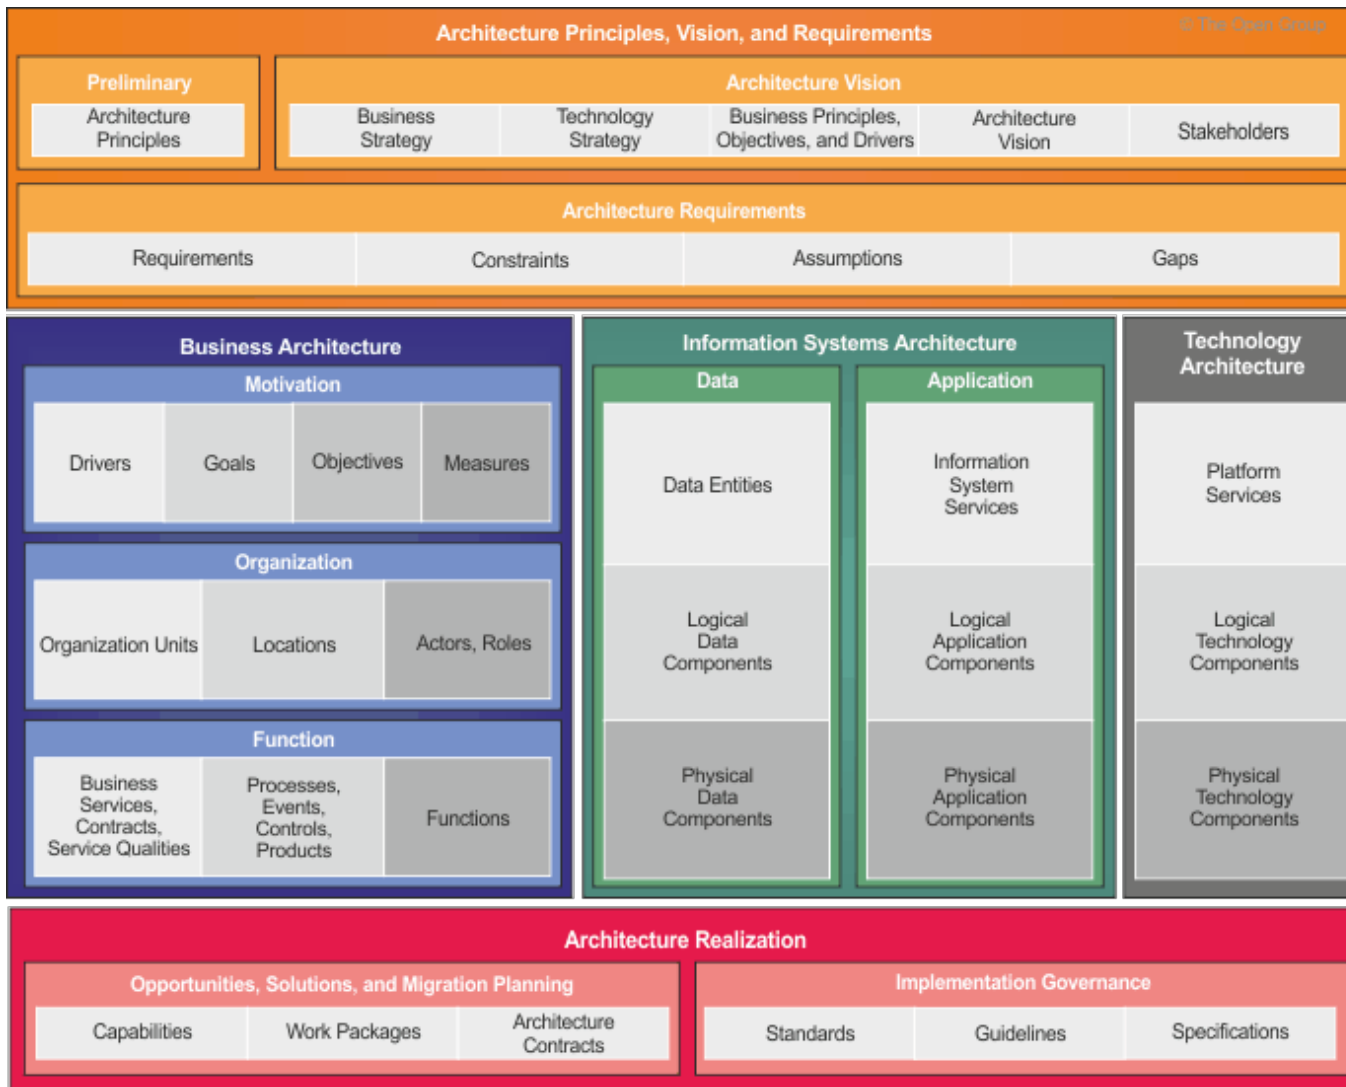 © The Open Group
Architecture Principles, Vision, and Requirements
Preliminary
Architecture
Principles
Architecture Vision
Business
Strategy
Technology
Strategy
Business Principles,
Objectives, and Drivers
Architecture
Vision
Stakeholders
Architecture Requirements
Requirements
Constraints
Assumptions
Gaps
Business Architecture
Motivation
Drivers
Goals
Objectives
Measures
Organization
Organization Units
Locations
Actors, Roles
Function
Business
Services,
Contracts,
Service Qualities
Processes,
Events,
Controls,
Products
Functions
Information Systems Architecture
Data
Data Entities
Logical
Data
Components
Physical
Data
Components
Application
Information
System
Services
Logical
Application
Components
Physical
Application
Components
Technology
Architecture
Platform
Services
Logical
Technology
Components
Physical
Technology
Components
Architecture Realization
Opportunities, Solutions, and Migration Planning
Capabilities
Work Packages
Architecture
Contracts
Implementation Governance
Standards
Guidelines
Specifications